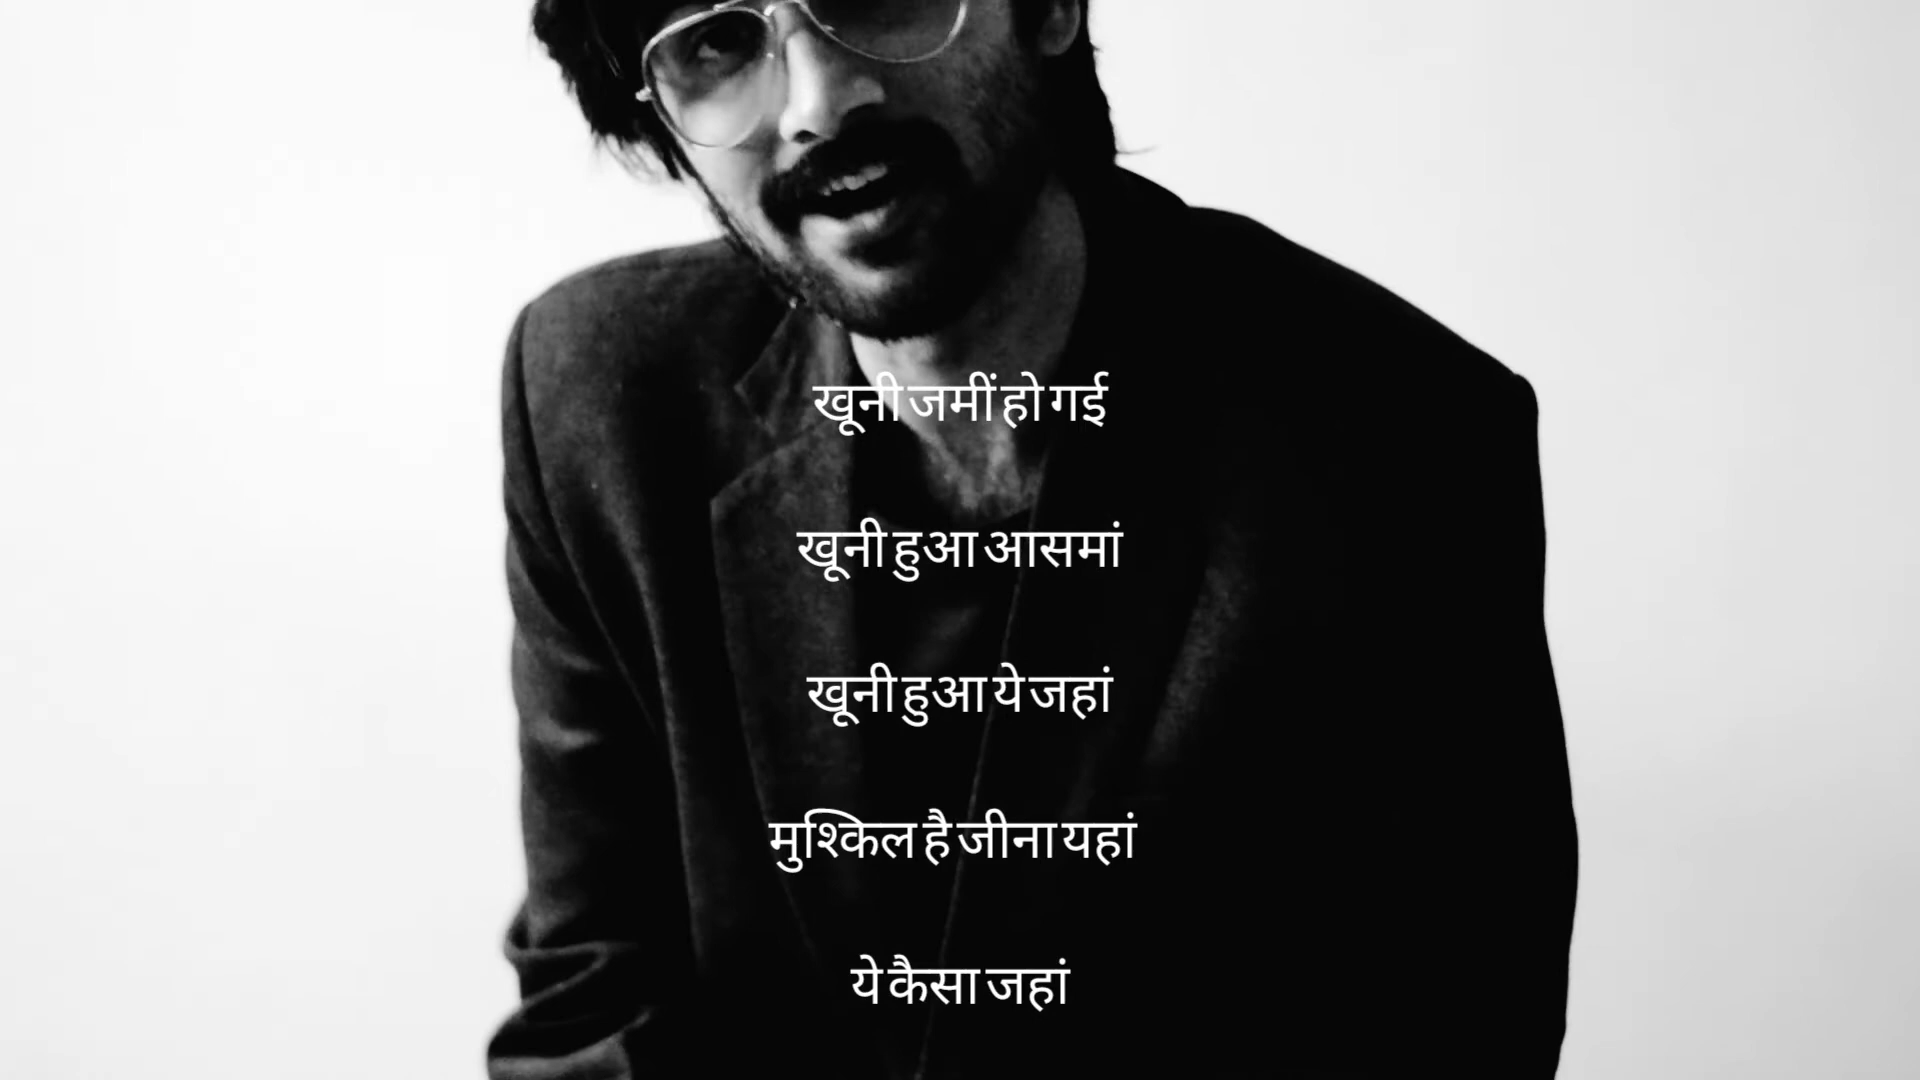 खूनी जमीं हो गई
खूनी हुआ आसमां
खूनी हुआ ये जहां
मुश्किल है जीना यहां
ये कैसा जहां